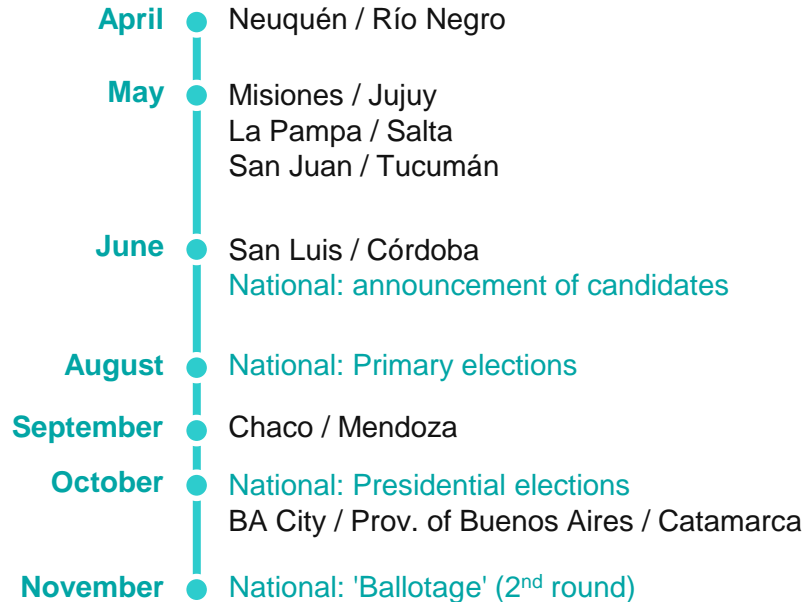 April Neuquén / Río Negro
May Misiones / Jujuy
La Pampa / Salta
San Juan / Tucumán
June San Luis / Córdoba
National: announcement of candidates
August National: Primary elections
September Chaco / Mendoza
October National: Presidential elections
BA City / Prov. of Buenos Aires / Catamarca
November National: 'Ballotage' (2nd round)